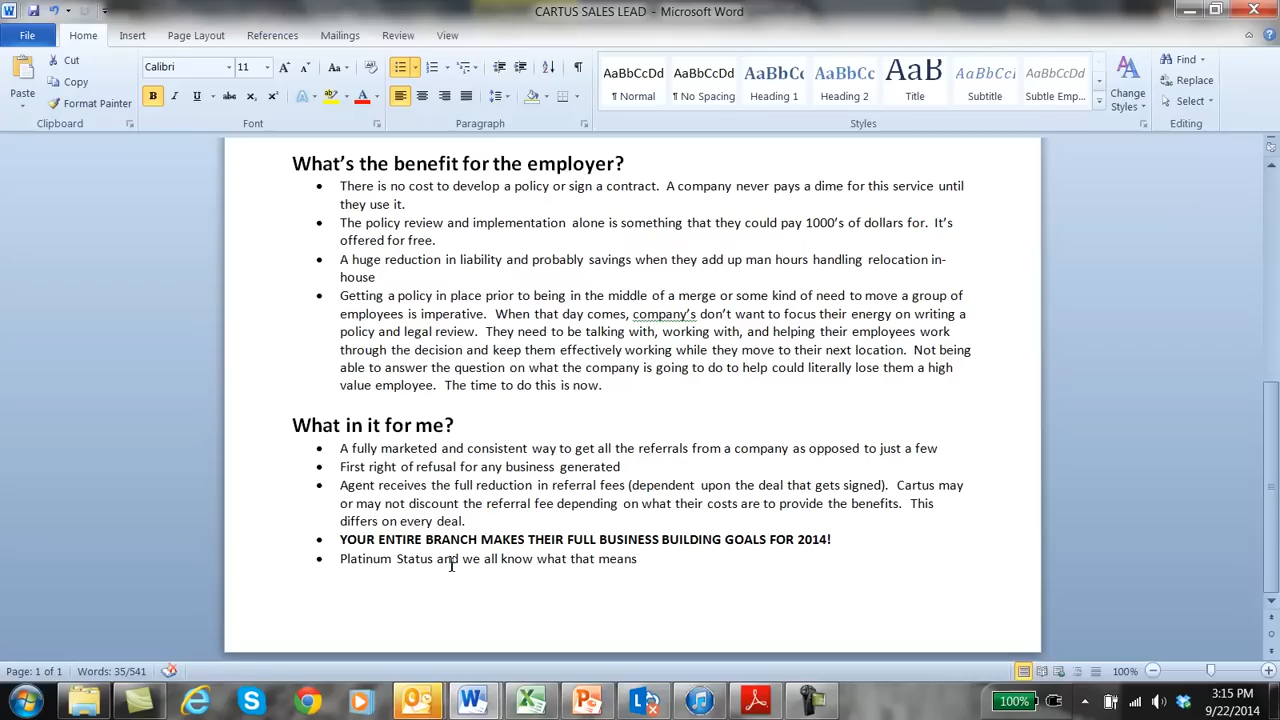 CARTUS SALES LEAD - Microsoft Word
File Home Insert Page Layout References Mailings Review View
Paste
Cut
Copy
Format Painter
Clipboard
Calibri 11
Font
Paragraph
AaBbCcDd AaBbCcDd AaBbCc AaBbCc AaB AaBbCcI AaBbCcDd
¶ Normal ¶ No Spacing Heading 1 Heading 2 Title Subtitle Subtle Emp...
Styles
Change Styles
Find
Replace
Select
Editing
What's the benefit for the employer?
• There is no cost to develop a policy or sign a contract. A company never pays a dime for this service until
they use it.
• The policy review and implementation alone is something that they could pay 1000's of dollars for. It's
offered for free.
• A huge reduction in liability and probably savings when they add up man hours handling relocation in-
house
• Getting a policy in place prior to being in the middle of a merge or some kind of need to move a group of
employees is imperative. When that day comes, company's don't want to focus their energy on writing a
policy and legal review. They need to be talking with, working with, and helping their employees work
through the decision and keep them effectively working while they move to their next location. Not being
able to answer the question on what the company is going to do to help could literally lose them a high
value employee. The time to do this is now.
What in it for me?
• A fully marketed and consistent way to get all the referrals from a company as opposed to just a few
• First right of refusal for any business generated
• Agent receives the full reduction in referral fees (dependent upon the deal that gets signed). Cartus may
or may not discount the referral fee depending on what their costs are to provide the benefits. This
differs on every deal.
• YOUR ENTIRE BRANCH MAKES THEIR FULL BUSINESS BUILDING GOALS FOR 2014!
• Platinum Status and we all know what that means
Page: 1 of 1 Words: 35/541
100%
100%
3:15 PM
9/22/2014